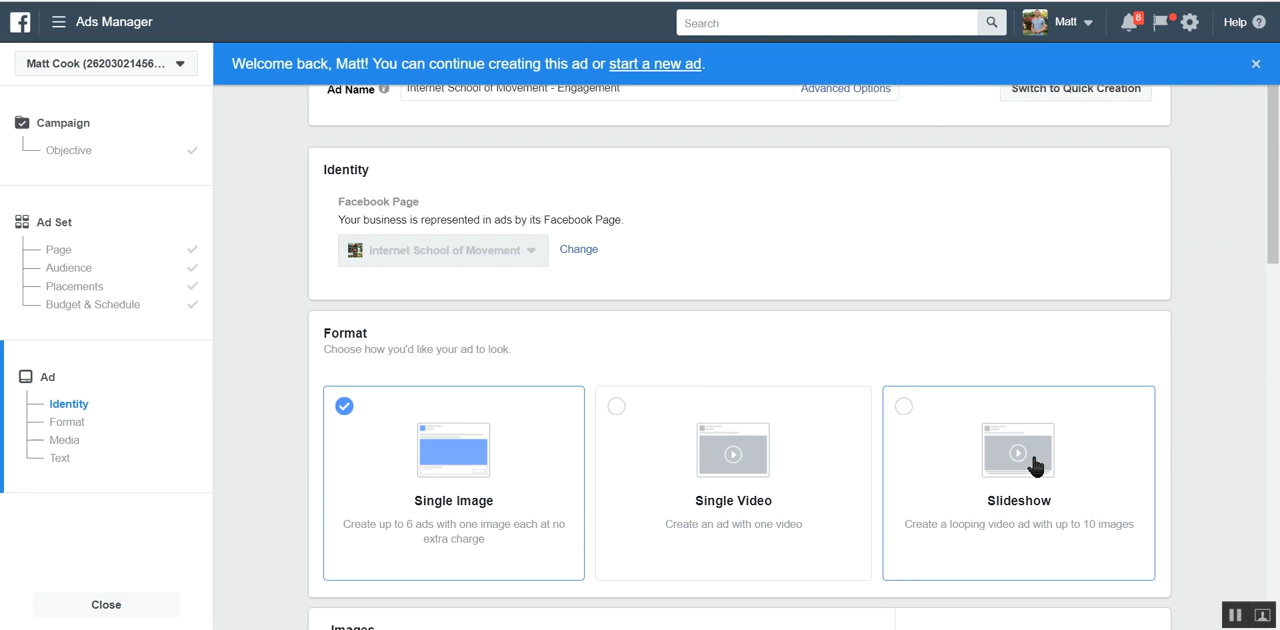 Ads Manager
Search
Matt
8
Help
Matt Cook (26203021456...
Welcome back, Matt! You can continue creating this ad or start a new ad.
Ad Name
Internet School of Movement - Engagement
Advanced Options
Switch to Quick Creation
Campaign
Objective
Ad Set
Page
Audience
Placements
Budget & Schedule
Ad
Identity
Format
Media
Text
Close
Identity
Facebook Page
Your business is represented in ads by its Facebook Page.
Internet School of Movement
Change
Format
Choose how you'd like your ad to look.
Single Image
Create up to 6 ads with one image each at no
extra charge
Single Video
Create an ad with one video
Slideshow
Create a looping video ad with up to 10 images
Images